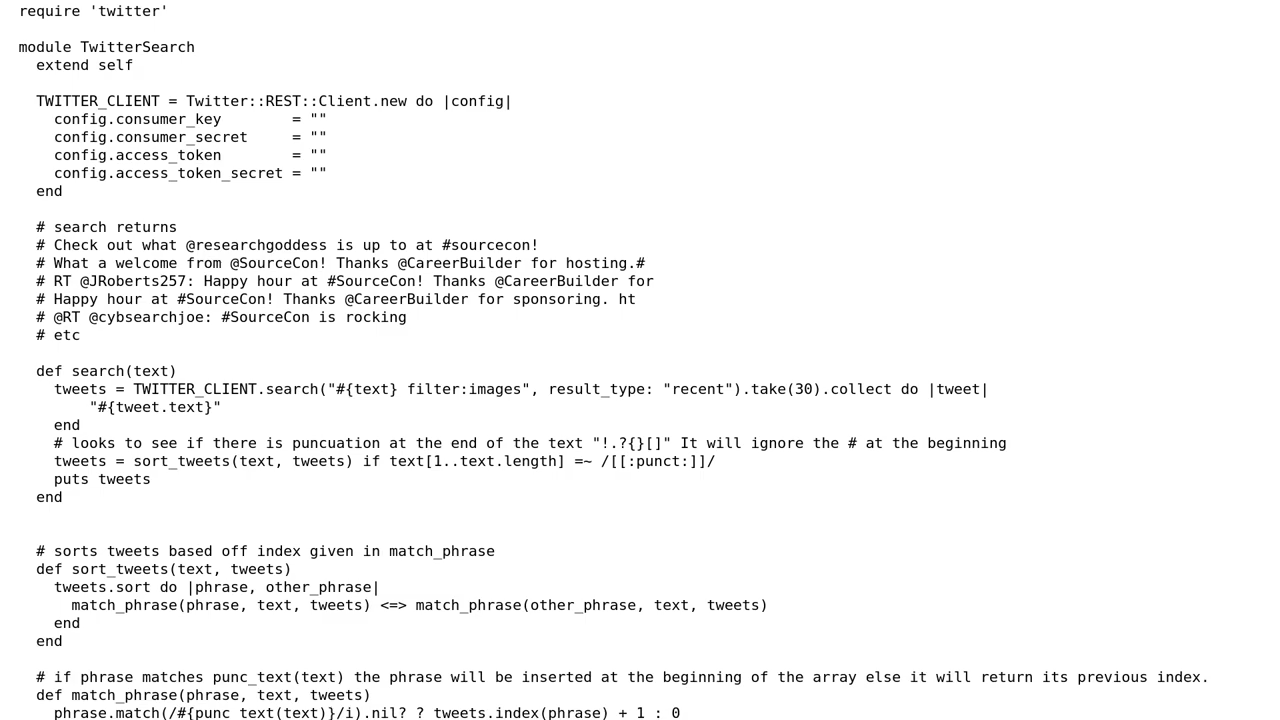 require 'twitter'

module TwitterSearch
  extend self

  TWITTER_CLIENT = Twitter::REST::Client.new do |config|
    config.consumer_key        = ""
    config.consumer_secret     = ""
    config.access_token        = ""
    config.access_token_secret = ""
  end

  # search returns
  # Check out what @researchgoddess is up to at #sourcecon!
  # What a welcome from @SourceCon! Thanks @CareerBuilder for hosting.#
  # RT @JRoberts257: Happy hour at #SourceCon! Thanks @CareerBuilder for
  # Happy hour at #SourceCon! Thanks @CareerBuilder for sponsoring. ht
  # @RT @cybsearchjoe: #SourceCon is rocking
  # etc

  def search(text)
    tweets = TWITTER_CLIENT.search("#{text} filter:images", result_type: "recent").take(30).collect do |tweet|
        "#{tweet.text}"
    end
    # looks to see if there is puncuation at the end of the text "!.?{}[]" It will ignore the # at the beginning
    tweets = sort_tweets(text, tweets) if text[1..text.length] =~ /[[:punct:]]/
    puts tweets
  end


  # sorts tweets based off index given in match_phrase
  def sort_tweets(text, tweets)
    tweets.sort do |phrase, other_phrase|
      match_phrase(phrase, text, tweets) <=> match_phrase(other_phrase, text, tweets)
    end
  end

  # if phrase matches punc_text(text) the phrase will be inserted at the beginning of the array else it will return its previous index.
  def match_phrase(phrase, text, tweets)
    phrase.match(/#{punc_text(text)}/i).nil? ? tweets.index(phrase) + 1 : 0